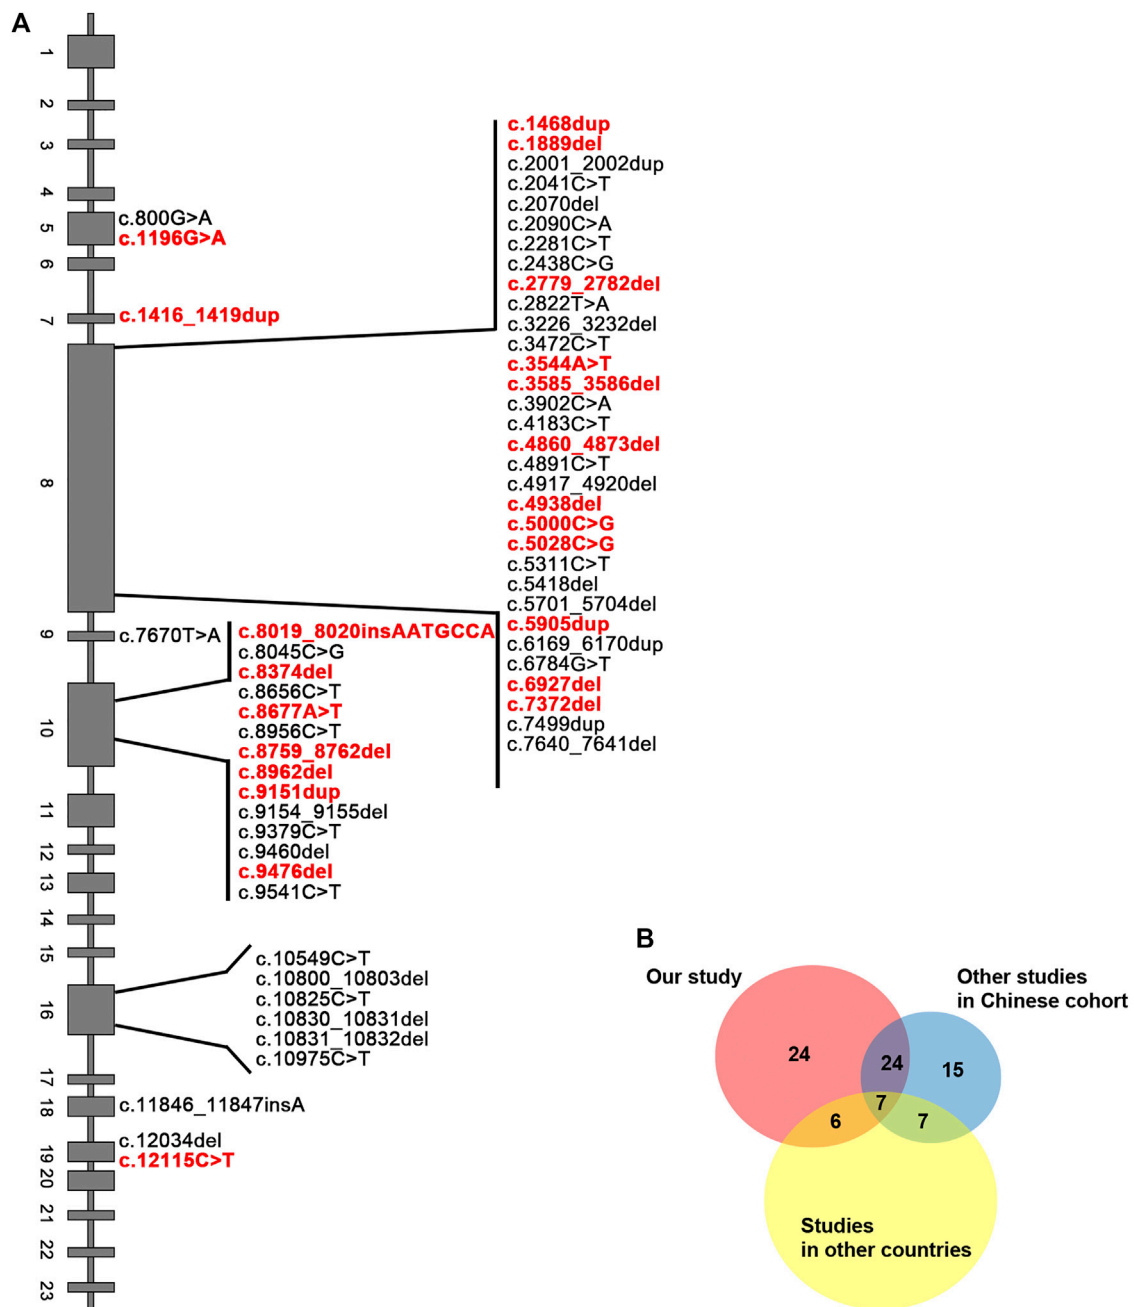 A
1
2
3
4
5
6
7
8
9
10
11
12
13
14
15
16
17
18
19
20
21
22
23
c.800G>A
c.1196G>A
c.1416_1419dup
c.1468dup
c.1889del
c.2001_2002dup
c.2041C>T
c.2070del
c.2090C>A
c.2281C>T
c.2438C>G
c.2779_2782del
c.2822T>A
c.3226_3232del
c.3472C>T
c.3544A>T
c.3585_3586del
c.3902C>A
c.4183C>T
c.4860_4873del
c.4891C>T
c.4917_4920del
c.4938del
c.5000C>G
c.5028C>G
c.5311C>T
c.5418del
c.5701_5704del
c.5905dup
c.6169_6170dup
c.6784G>T
c.6927del
c.7372del
c.7499dup
c.7640_7641del
c.7670T>A
c.8019_8020insAATGCCA
c.8045C>G
c.8374del
c.8656C>T
c.8677A>T
c.8956C>T
c.8759_8762del
c.8962del
c.9151dup
c.9154_9155del
c.9379C>T
c.9460del
c.9476del
c.9541C>T
c.10549C>T
c.10800_10803del
c.10825C>T
c.10830_10831del
c.10831_10832del
c.10975C>T
c.11846_11847insA
c.12034del
c.12115C>T
B
Our study
Other studies
in Chinese cohort
24
24
15
7
6
7
Studies
in other countries